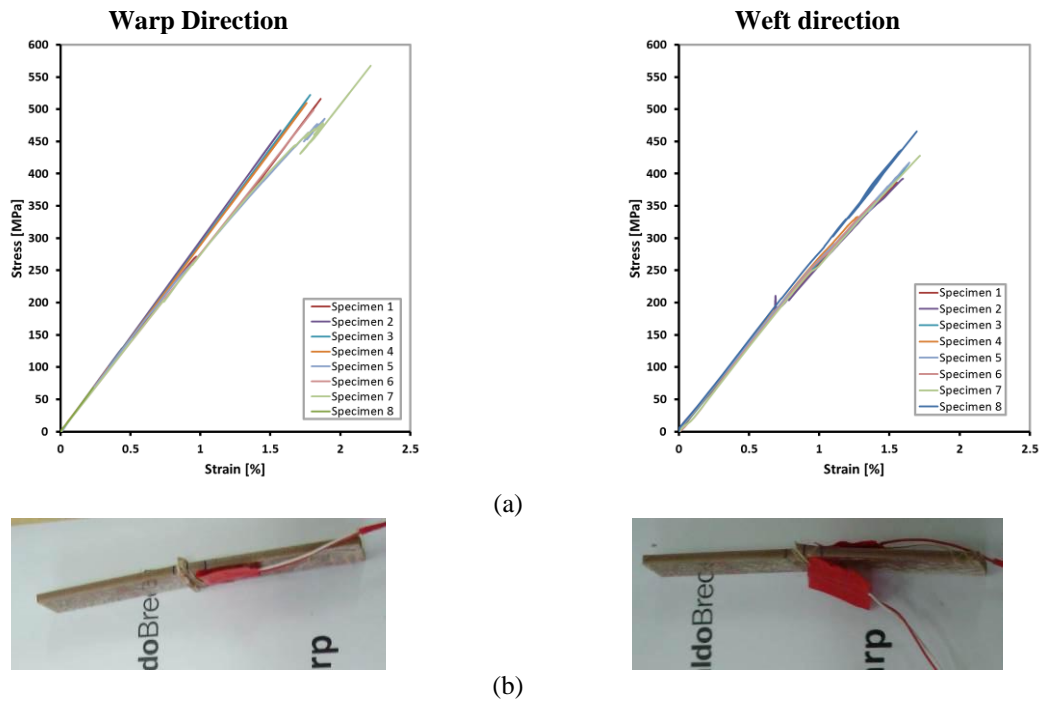 Warp Direction
600
550
500
450
400
350
300
250
200
150
100
50
0
Stress [MPa]
0 0.5 1 1.5 2 2.5
Strain [%]
Specimen 1
Specimen 2
Specimen 3
Specimen 4
Specimen 5
Specimen 6
Specimen 7
Specimen 8
Weft direction
600
550
500
450
400
350
300
250
200
150
100
50
0
Stress [MPa]
0 0.5 1 1.5 2 2.5
Strain [%]
Specimen 1
Specimen 2
Specimen 3
Specimen 4
Specimen 5
Specimen 6
Specimen 7
Specimen 8
(a)
ldoBrec
arp
ldoBrec
arp
(b)